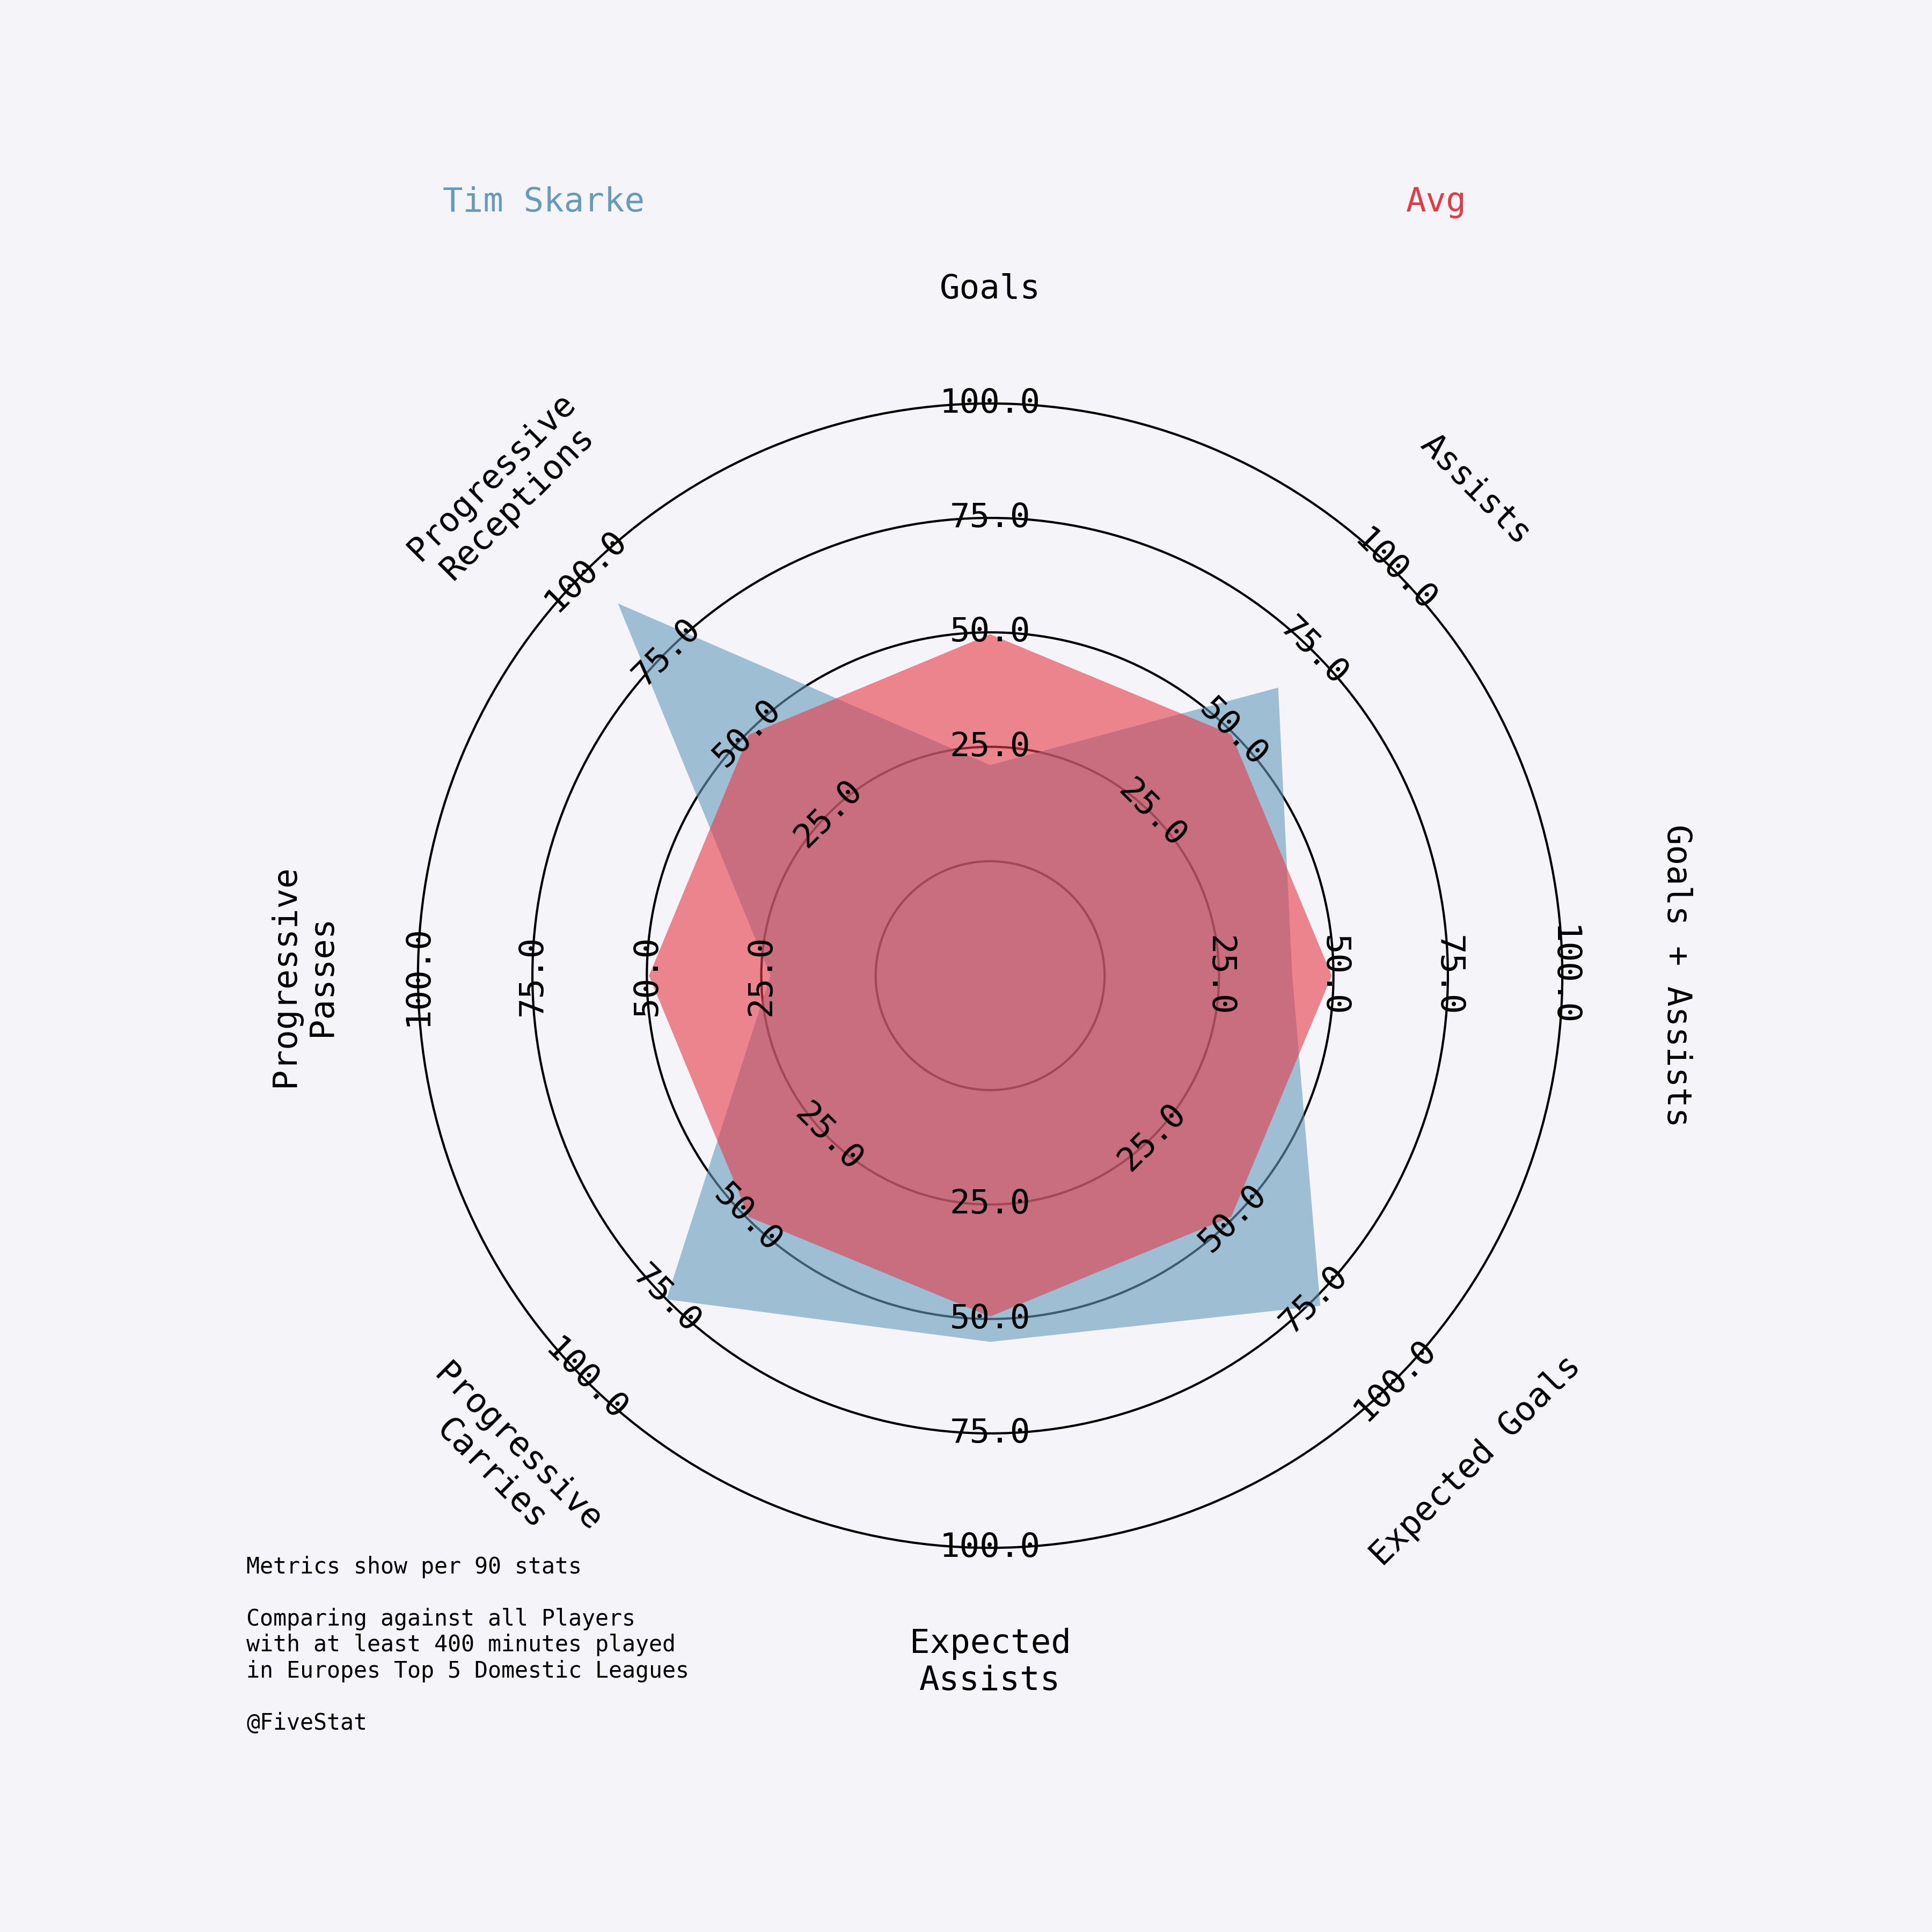 Tim Skarke
Avg
Goals
Assists
Goals + Assists
Expected Goals
Expected
Assists
Progressive
Carries
Progressive
Passes
Progressive
Receptions
25.0
50.0
75.0
100.0
25.0
50.0
75.0
100.0
25.0
50.0
75.0
100.0
25.0
50.0
75.0
100.0
25.0
50.0
75.0
100.0
25.0
50.0
75.0
100.0
25.0
50.0
75.0
100.0
25.0
50.0
75.0
100.0
Metrics show per 90 stats
Comparing against all Players
with at least 400 minutes played
in Europes Top 5 Domestic Leagues
@FiveStat